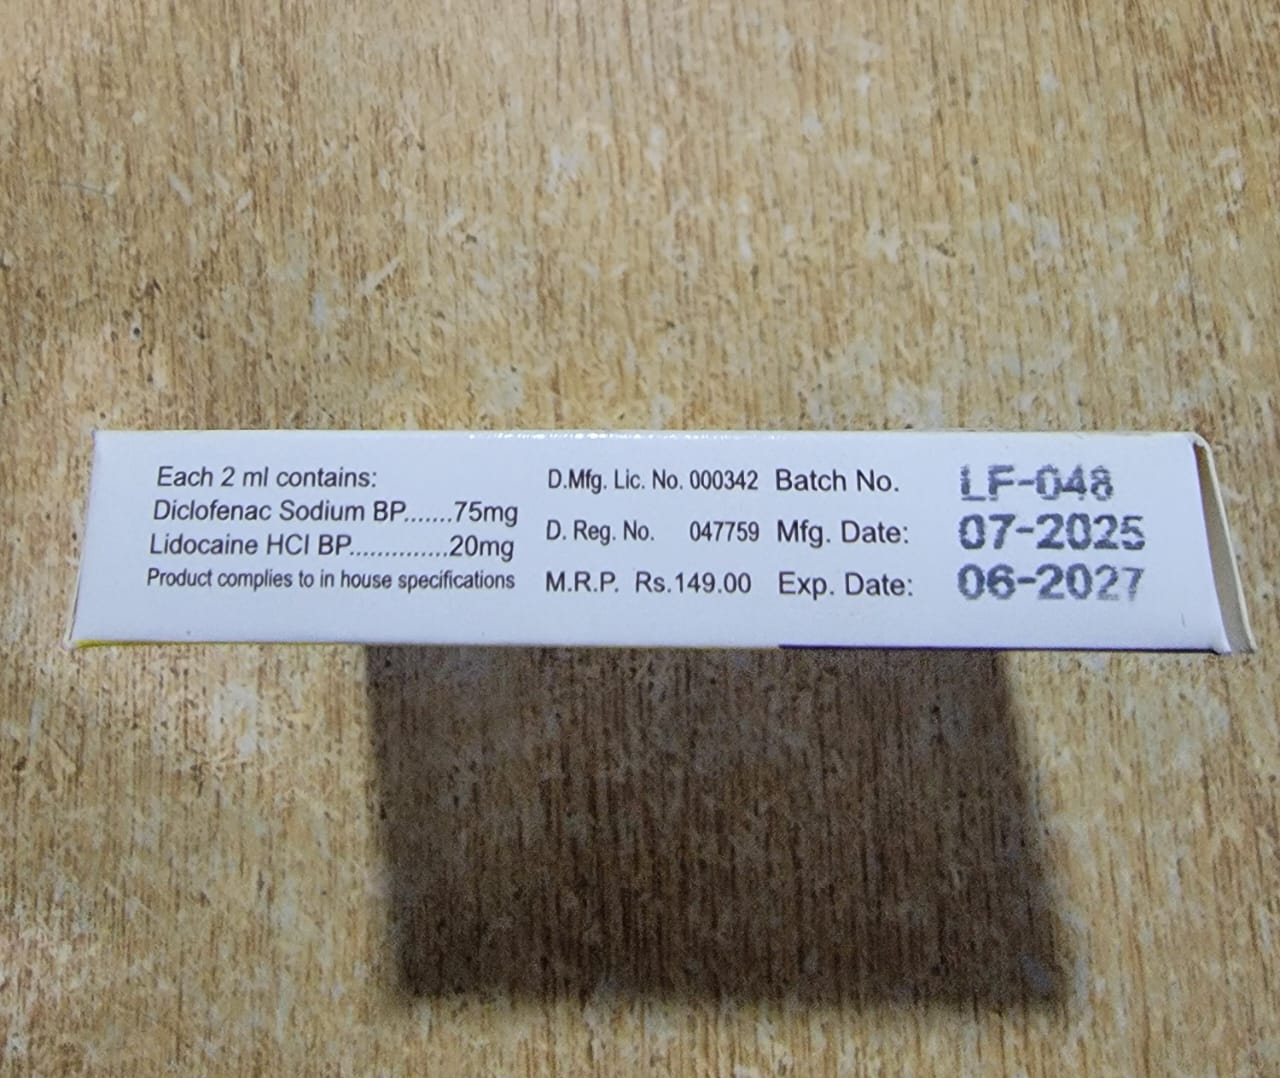 Each 2 ml contains:
Diclofenac Sodium BP.......75mg
Lidocaine HCl BP..............20mg
Product complies to in house specifications
D.Mfg. Lic. No. 000342
D. Reg. No. 047759
M.R.P. Rs.149.00
Batch No. LF-048
Mfg. Date: 07-2025
Exp. Date: 06-2027